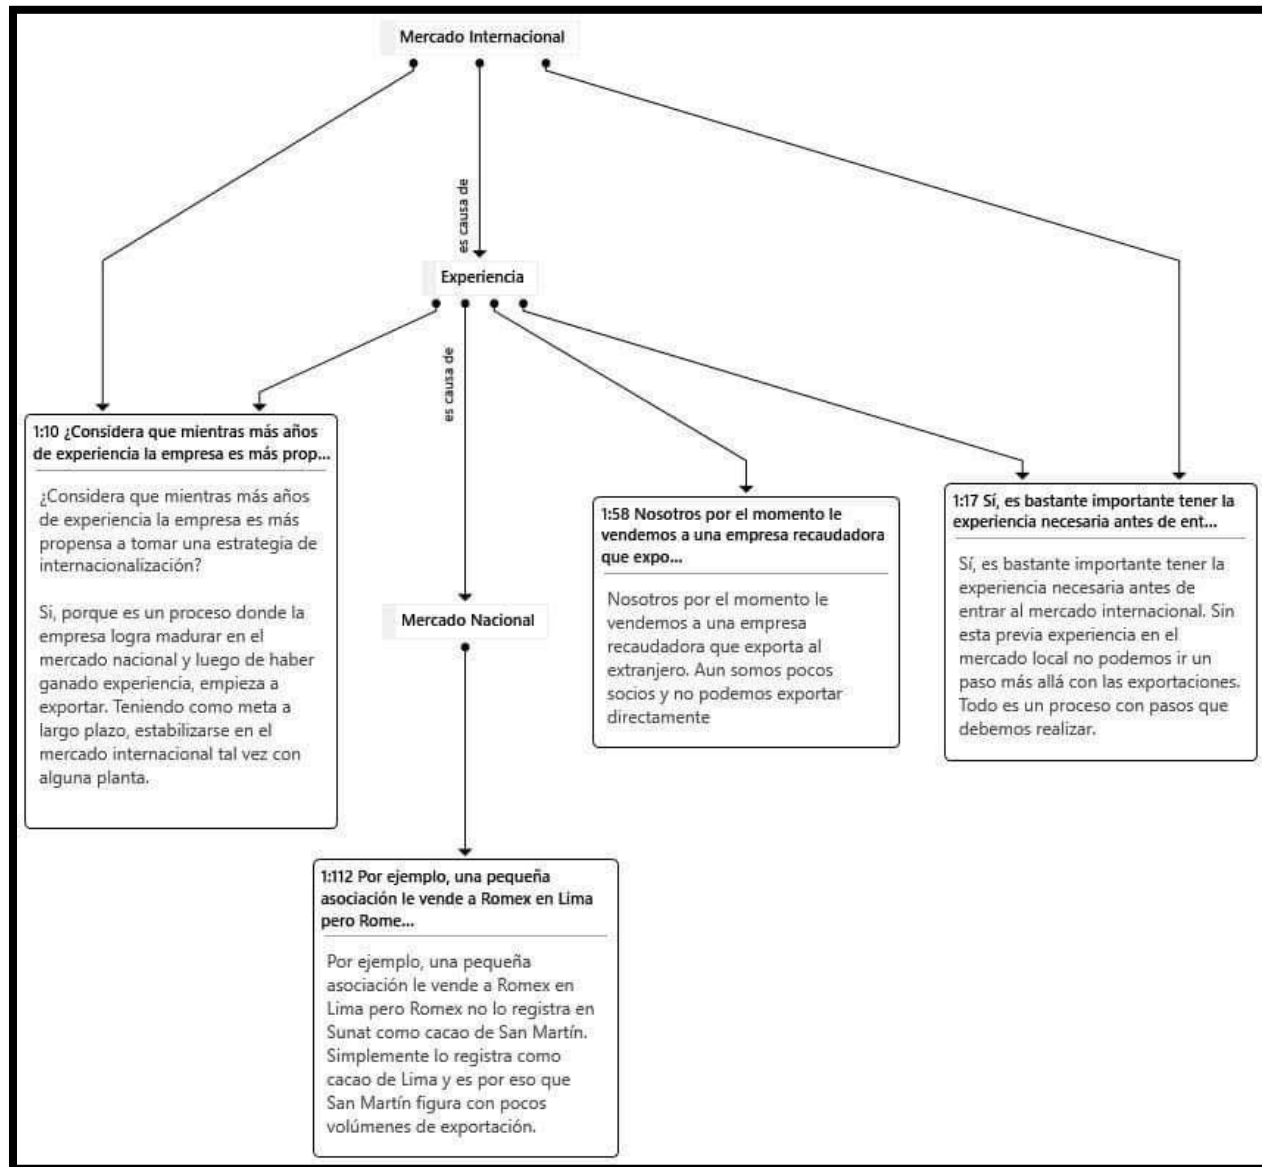 Mercado Internacional
es causa de
Experiencia
es causa de
1:10 ¿Considera que mientras más años
de experiencia la empresa es más prop...
¿Considera que mientras más años
de experiencia la empresa es más
propensa a tomar una estrategia de
internacionalización?
Si, porque es un proceso donde la
empresa logra madurar en el
mercado nacional y luego de haber
ganado experiencia, empieza a
exportar. Teniendo como meta a
largo plazo, estabilizarse en el
mercado internacional tal vez con
alguna planta.
Mercado Nacional
1:58 Nosotros por el momento le
vendemos a una empresa recaudadora
que expo...
Nosotros por el momento le
vendemos a una empresa
recaudadora que exporta al
extranjero. Aun somos pocos
socios y no podemos exportar
directamente
1:17 Sí, es bastante importante tener la
experiencia necesaria antes de ent...
Sí, es bastante importante tener la
experiencia necesaria antes de
entrar al mercado internacional. Sin
esta previa experiencia en el
mercado local no podemos ir un
paso más allá con las exportaciones.
Todo es un proceso con pasos que
debemos realizar.
1:112 Por ejemplo, una pequeña
asociación le vende a Romex en Lima
pero Rome...
Por ejemplo, una pequeña
asociación le vende a Romex en
Lima pero Romex no lo registra en
Sunat como cacao de San Martín.
Simplemente lo registra como
cacao de Lima y es por eso que
San Martín figura con pocos
volúmenes de exportación.